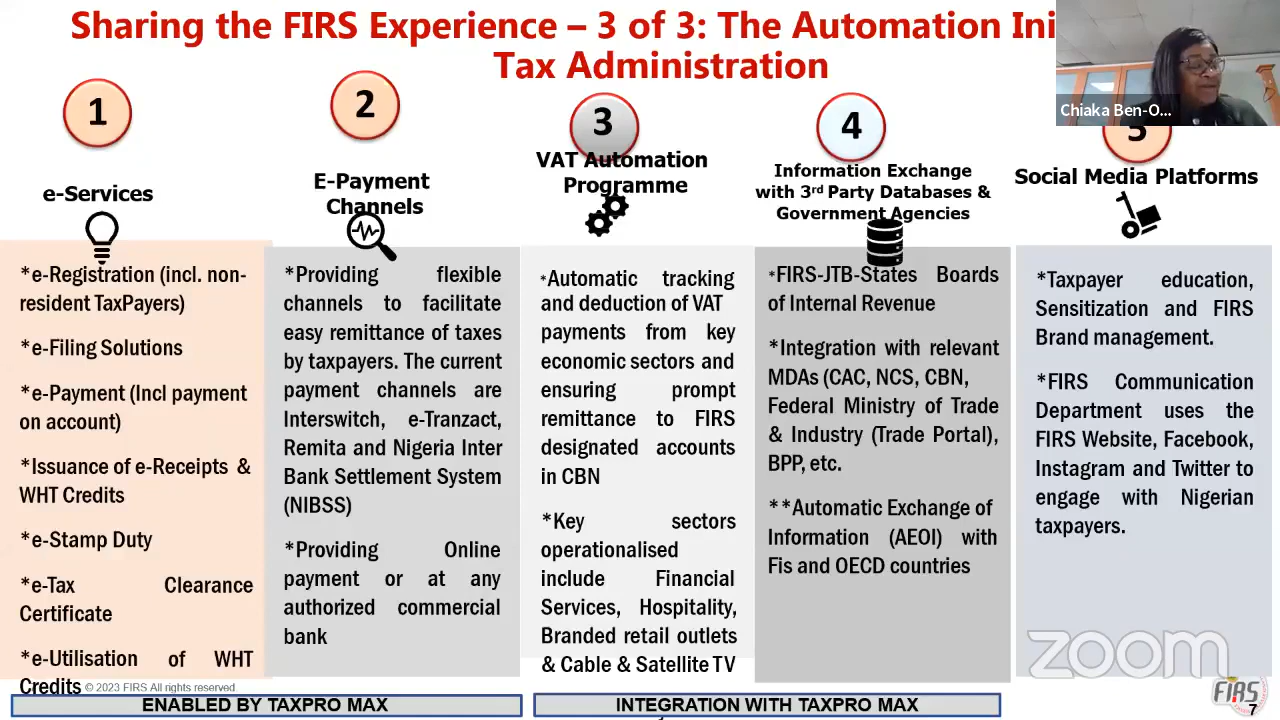 Sharing the FIRS Experience – 3 of 3: The Automation Ini
Tax Administration
Chiaka Ben-O...
1
e-Services
*e-Registration (incl. non-
resident TaxPayers)
*e-Filing Solutions
*e-Payment (Incl payment
on account)
*Issuance of e-Receipts &
WHT Credits
*e-Stamp Duty
*e-Tax Clearance
Certificate
*e-Utilisation of WHT
Credits
© 2023 FIRS All rights reserved
2
E-Payment
Channels
*Providing flexible
channels to facilitate
easy remittance of taxes
by taxpayers. The current
payment channels are
Interswitch, e-Tranzact,
Remita and Nigeria Inter
Bank Settlement System
(NIBSS)
*Providing Online
payment or at any
authorized commercial
bank
3
VAT Automation
Programme
*Automatic tracking
and deduction of VAT
payments from key
economic sectors and
ensuring prompt
remittance to FIRS
designated accounts
in CBN
*Key sectors
operationalised
include Financial
Services, Hospitality,
Branded retail outlets
& Cable & Satellite TV
4
Information Exchange
with 3rd Party Databases &
Government Agencies
*FIRS-JTB-States Boards
of Internal Revenue
*Integration with relevant
MDAs (CAC, NCS, CBN,
Federal Ministry of Trade
& Industry (Trade Portal),
BPP, etc.
**Automatic Exchange of
Information (AEOI) with
Fis and OECD countries
5
Social Media Platforms
*Taxpayer education,
Sensitization and FIRS
Brand management.
*FIRS Communication
Department uses the
FIRS Website, Facebook,
Instagram and Twitter to
engage with Nigerian
taxpayers.
zoom
ENABLED BY TAXPRO MAX
INTEGRATION WITH TAXPRO MAX
FIRS
7